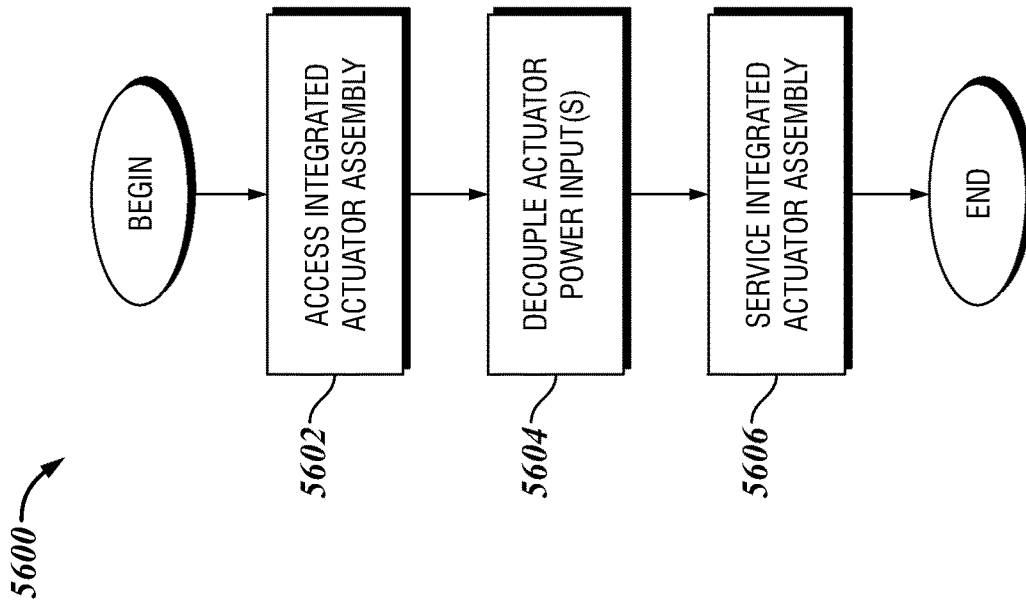 5600
BEGIN
5602
ACCESS INTEGRATED
ACTUATOR ASSEMBLY
5604
DECOUPLE ACTUATOR
POWER INPUT(S)
5606
SERVICE INTEGRATED
ACTUATOR ASSEMBLY
END